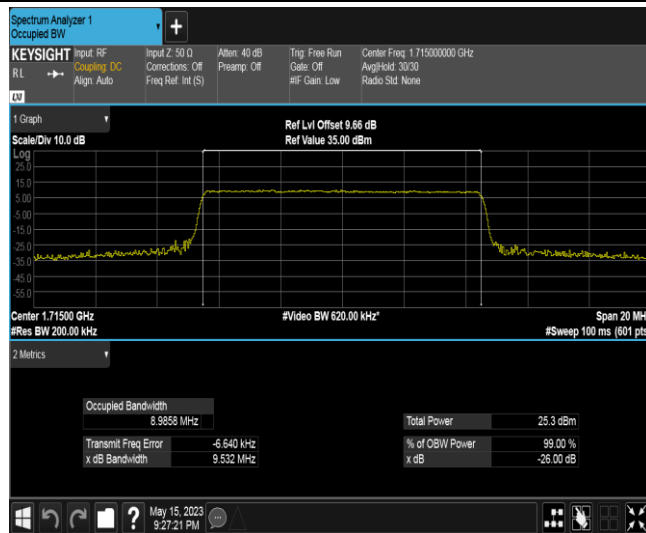 Spectrum Analyzer 1
Occupied BW
+
KEYSIGHT
RL
LXI
Input: RF
Coupling: DC
Align: Auto
Input Z: 50 Ω
Corrections: Off
Freq Ref: Int (S)
Atten: 40 dB
Preamp: Off
Trig: Free Run
Gate: Off
#IF Gain: Low
Center Freq: 1.715000000 GHz
Avg|Hold: 30/30
Radio Std: None
1 Graph
Scale/Div 10.0 dB
Ref Lvl Offset 9.66 dB
Ref Value 35.00 dBm
Log
25.0
15.0
5.00
-5.00
-15.0
-25.0
-35.0
-45.0
-55.0
Center 1.71500 GHz
#Res BW 200.00 kHz
#Video BW 620.00 kHz*
Span 20 MH
#Sweep 100 ms (601 pts
2 Metrics
Occupied Bandwidth
8.9858 MHz
Transmit Freq Error -6.640 kHz
x dB Bandwidth 9.532 MHz
Total Power 25.3 dBm
% of OBW Power 99.00 %
x dB -26.00 dB
?
May 15, 2023
9:27:21 PM